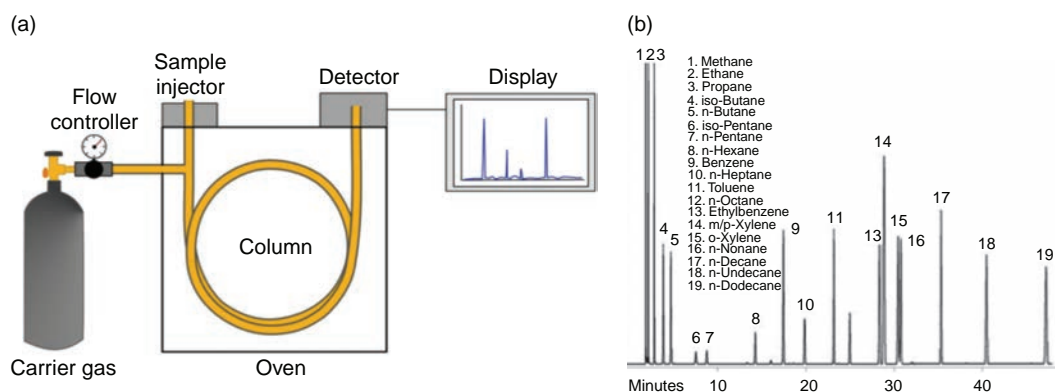 (a)
Sample
injector
Detector
Display
Flow
controller
Column
Carrier gas
Oven
(b)
1 2 3
1. Methane
2. Ethane
3. Propane
4. iso-Butane
5. n-Butane
6. iso-Pentane
7. n-Pentane
8. n-Hexane
9. Benzene
10. n-Heptane
11. Toluene
12. n-Octane
13. Ethylbenzene
14. m/p-Xylene
15. o-Xylene
16. n-Nonane
17. n-Decane
18. n-Undecane
19. n-Dodecane
4
5
6 7
8
9
10
11
13
14
15
16
17
18
19
Minutes 10 20 30 40